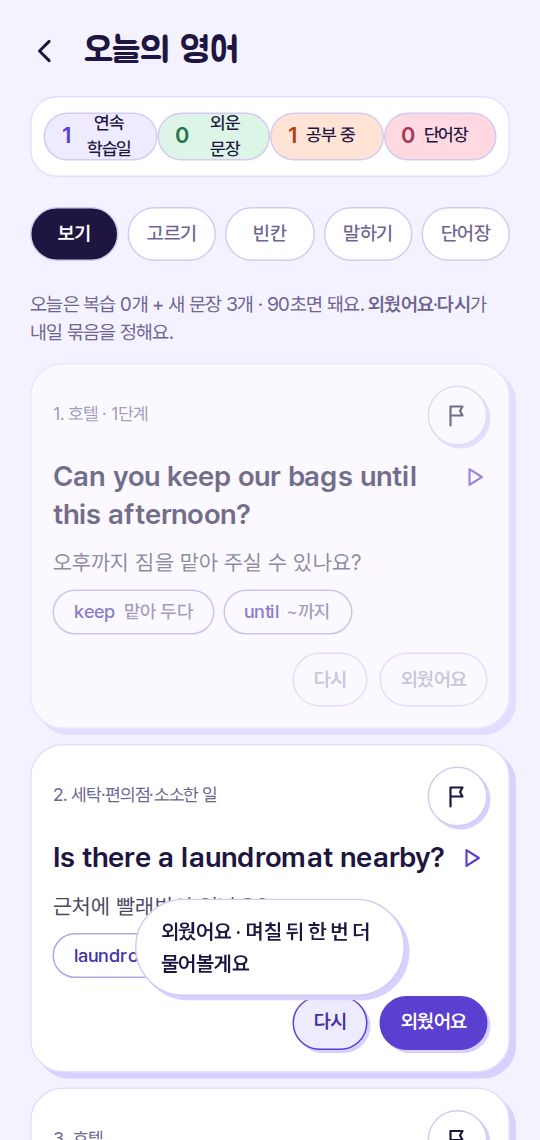 오늘의 영어
1 연속 학습일 0 외운 문장 1 공부 중 0 단어장
보기 고르기 빈칸 말하기 단어장
오늘은 복습 0개 + 새 문장 3개 · 90초면 돼요. 외웠어요·다시가
내일 묶음을 정해요.
1. 호텔 · 1단계
Can you keep our bags until
this afternoon?
오후까지 짐을 맡아 주실 수 있나요?
keep 맡아 두다 until ~까지
다시 외웠어요
2. 세탁·편의점·소소한 일
Is there a laundromat nearby?
근처에
외웠어요 · 며칠 뒤 한 번 더
물어볼게요
다시 외웠어요
3. 호텔